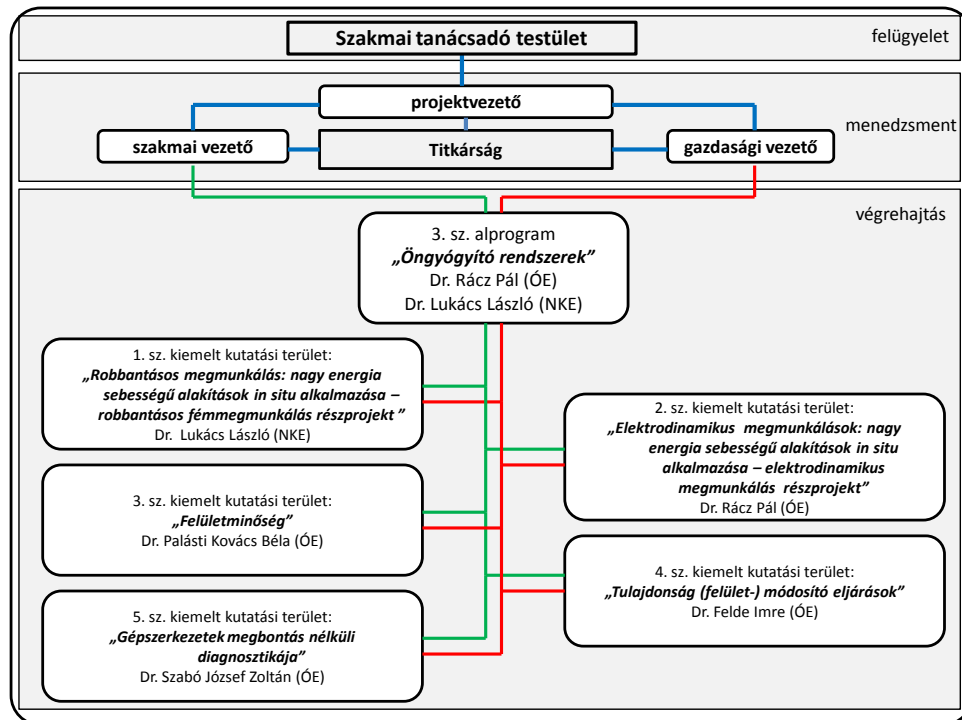 Szakmai tanácsadó testület
felügyelet
projektvezető
menedzsment
szakmai vezető
Titkárság
gazdasági vezető
végrehajtás
3. sz. alprogram
„Öngyógyító rendszerek”
Dr. Rácz Pál (ÓE)
Dr. Lukács László (NKE)
1. sz. kiemelt kutatási terület:
„Robbantásos megmunkálás: nagy energia
sebességű alakítások in situ alkalmazása –
robbantásos fémmegmunkálás részprojekt ”
Dr. Lukács László (NKE)
2. sz. kiemelt kutatási terület:
„Elektrodinamikus megmunkálások: nagy
energia sebességű alakítások in situ
alkalmazása – elektrodinamikus
megmunkálás részprojekt”
Dr. Rácz Pál (ÓE)
3. sz. kiemelt kutatási terület:
„Felületminőség”
Dr. Palásti Kovács Béla (ÓE)
4. sz. kiemelt kutatási terület:
„Tulajdonság (felület-) módosító eljárások”
Dr. Felde Imre (ÓE)
5. sz. kiemelt kutatási terület:
„Gépszerkezetek megbontás nélküli
diagnosztikája”
Dr. Szabó József Zoltán (ÓE)